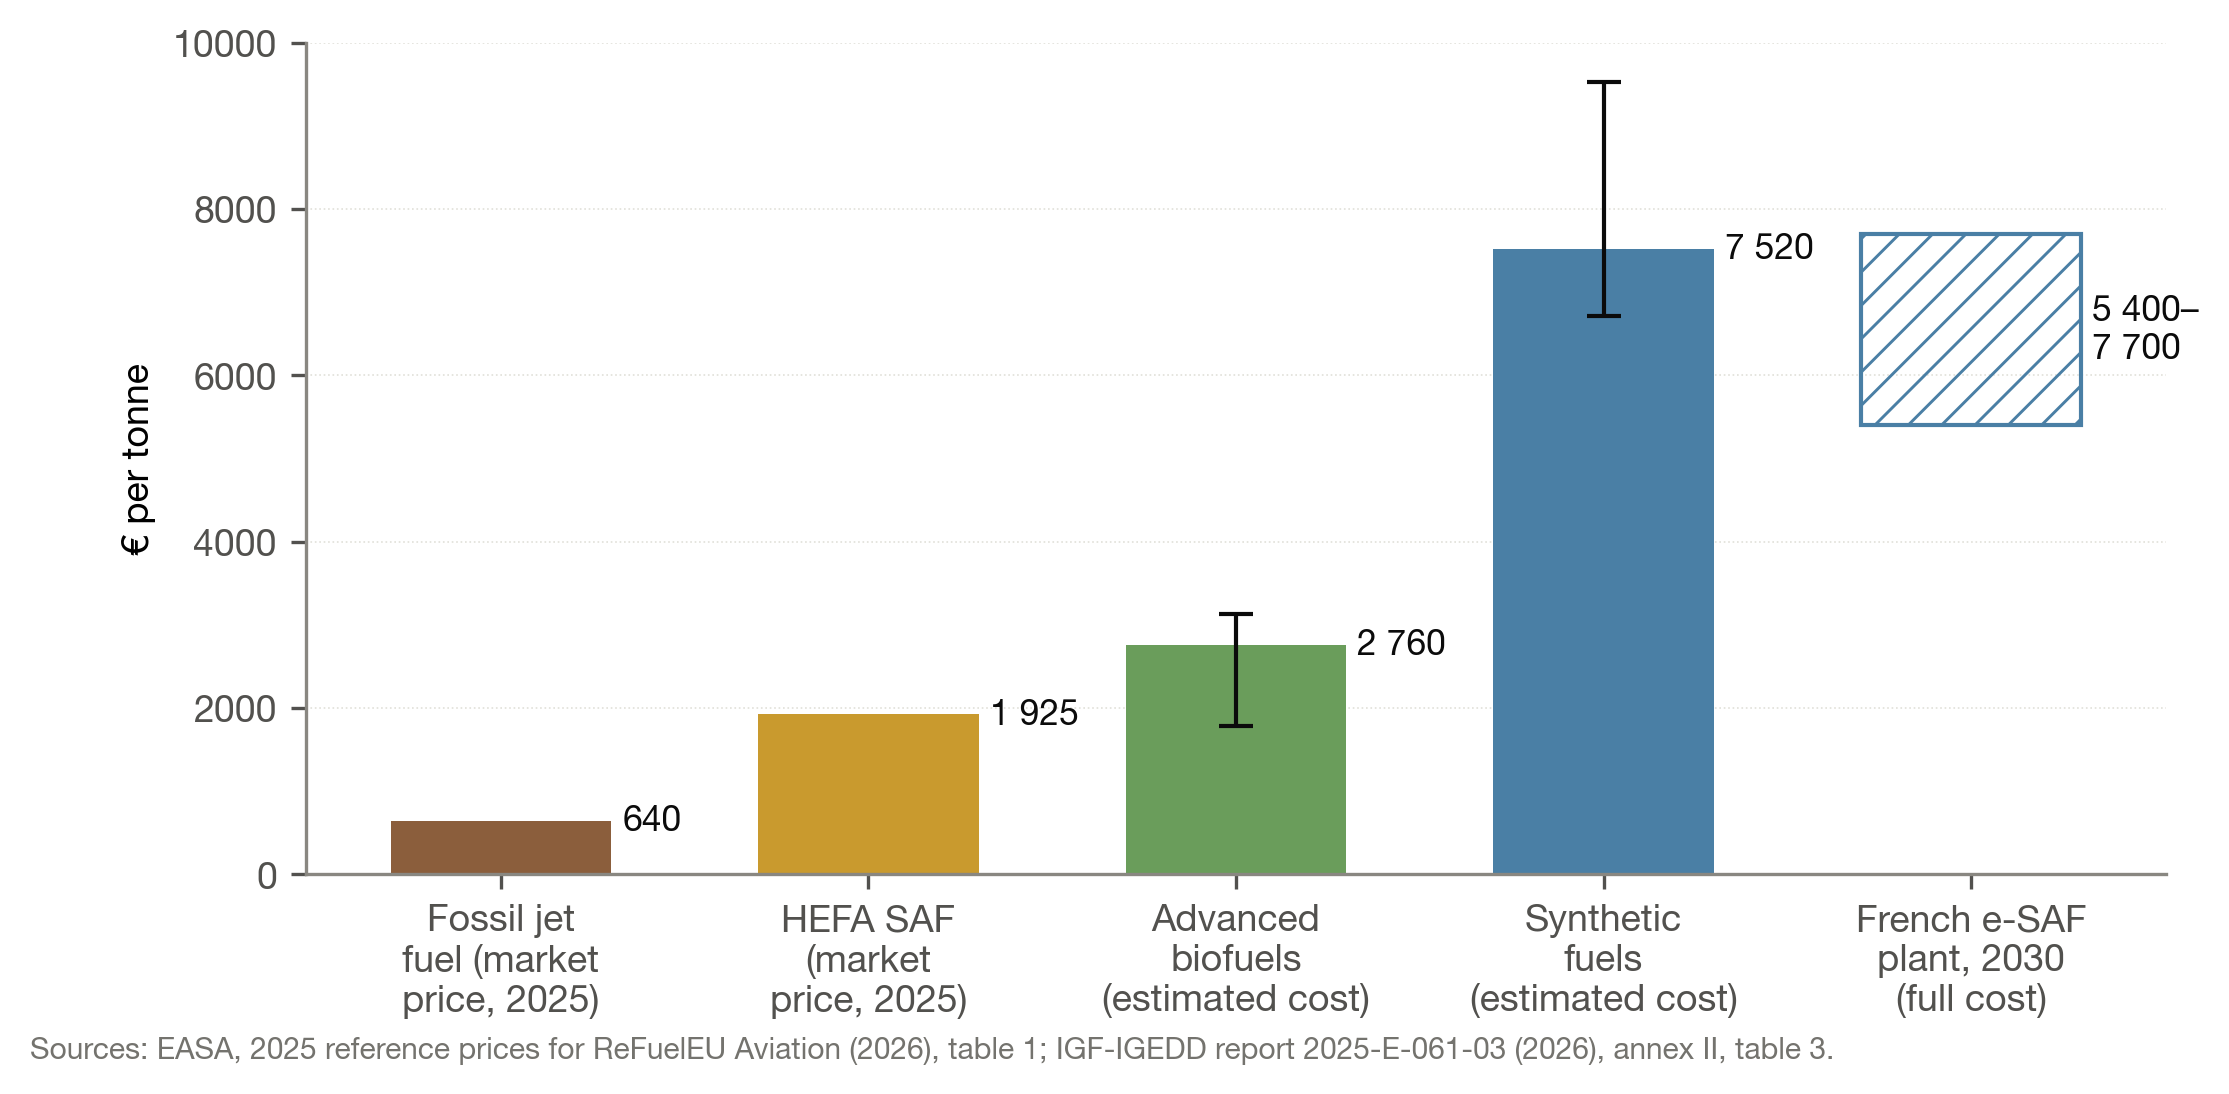 10000
8000
6000
4000
2000
0
€ per tonne
640
1 925
2 760
7 520
5 400–
7 700
Fossil jet
fuel (market
price, 2025)
HEFA SAF
(market
price, 2025)
Advanced
biofuels
(estimated cost)
Synthetic
fuels
(estimated cost)
French e-SAF
plant, 2030
(full cost)
Sources: EASA, 2025 reference prices for ReFuelEU Aviation (2026), table 1; IGF-IGEDD report 2025-E-061-03 (2026), annex II, table 3.